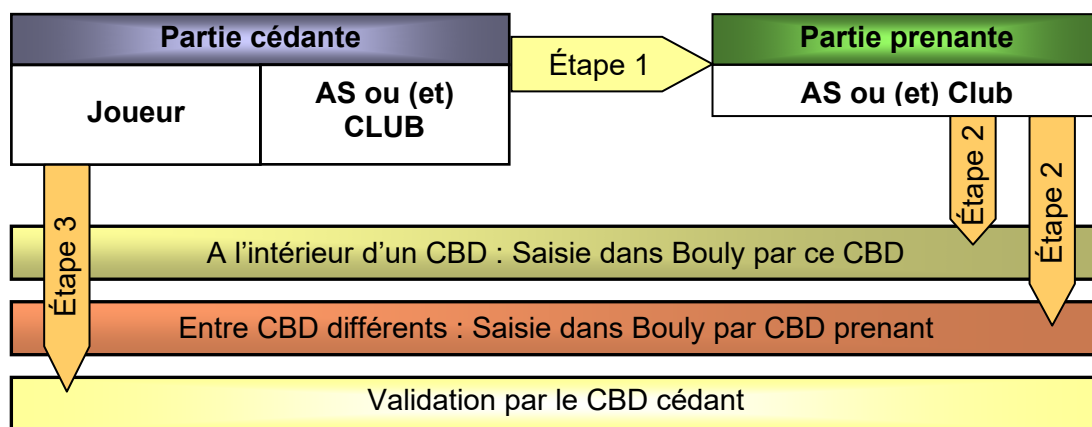 Partie cédante
Étape 1
Partie prenante
Joueur
AS ou (et)
CLUB
AS ou (et) Club
Étape 2
Étape 2
Étape 3
A l’intérieur d’un CBD : Saisie dans Bouly par ce CBD
Entre CBD différents : Saisie dans Bouly par CBD prenant
Validation par le CBD cédant